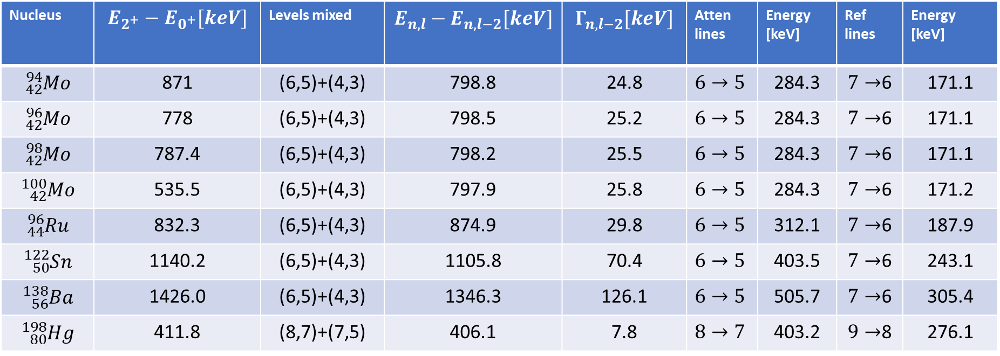 Nucleus | E_{2^+} − E_{0^+}[keV] | Levels mixed | E_{n,l} − E_{n,l−2}[keV] | Γ_{n,l−2}[keV] | Atten lines | Energy [keV] | Ref lines | Energy [keV]
^{94}_{42}Mo | 871 | (6,5)+(4,3) | 798.8 | 24.8 | 6 → 5 | 284.3 | 7 →6 | 171.1
^{96}_{42}Mo | 778 | (6,5)+(4,3) | 798.5 | 25.2 | 6 → 5 | 284.3 | 7 →6 | 171.1
^{98}_{42}Mo | 787.4 | (6,5)+(4,3) | 798.2 | 25.5 | 6 → 5 | 284.3 | 7 →6 | 171.1
^{100}_{42}Mo | 535.5 | (6,5)+(4,3) | 797.9 | 25.8 | 6 → 5 | 284.3 | 7 →6 | 171.2
^{96}_{44}Ru | 832.3 | (6,5)+(4,3) | 874.9 | 29.8 | 6 → 5 | 312.1 | 7 →6 | 187.9
^{122}_{50}Sn | 1140.2 | (6,5)+(4,3) | 1105.8 | 70.4 | 6 → 5 | 403.5 | 7 →6 | 243.1
^{138}_{56}Ba | 1426.0 | (6,5)+(4,3) | 1346.3 | 126.1 | 6 → 5 | 505.7 | 7 →6 | 305.4
^{198}_{80}Hg | 411.8 | (8,7)+(7,5) | 406.1 | 7.8 | 8 → 7 | 403.2 | 9 →8 | 276.1